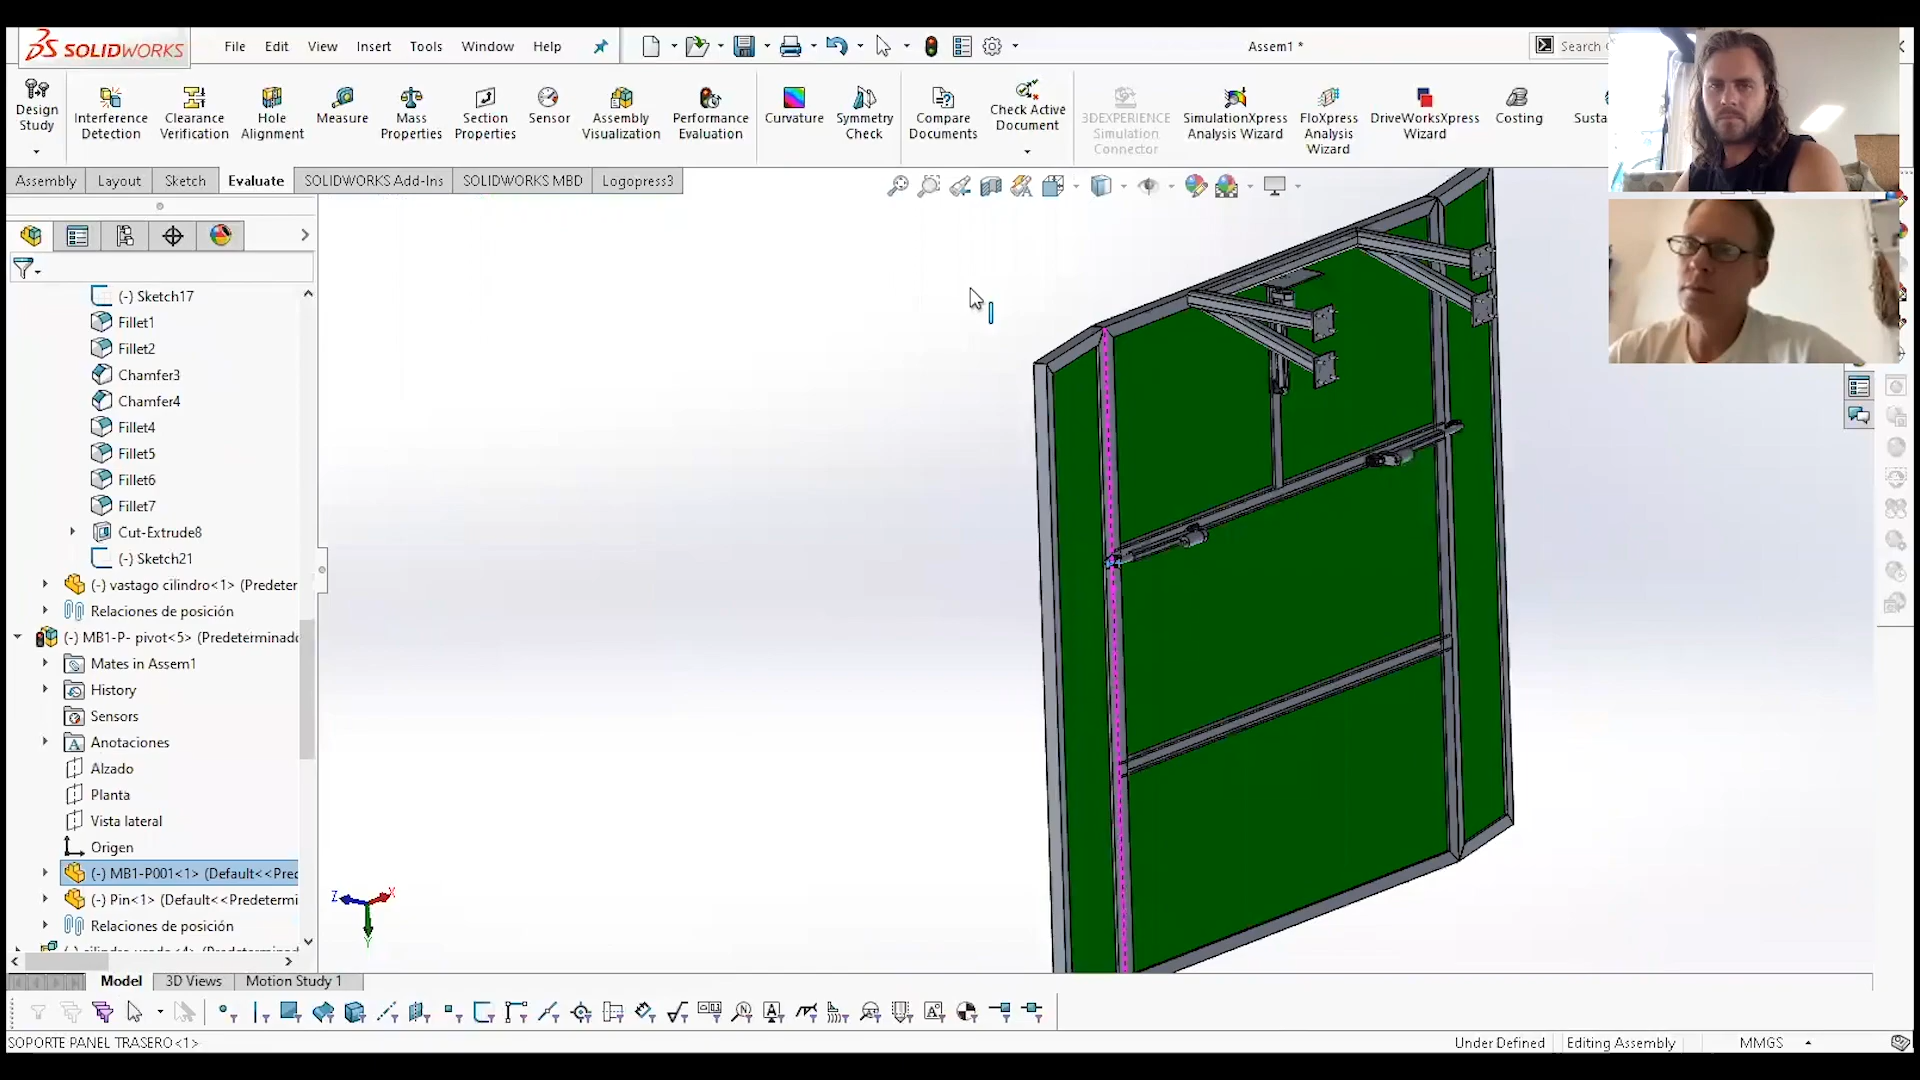 SOLIDWORKS
File Edit View Insert Tools Window Help
Assem1 *
Search
Design Study
Interference Detection
Clearance Verification
Hole Alignment
Measure
Mass Properties
Section Properties
Sensor
Assembly Visualization
Performance Evaluation
Curvature
Symmetry Check
Compare Documents
Check Active Document
3DEXPERIENCE Simulation Connector
SimulationXpress Analysis Wizard
FloXpress Analysis Wizard
DriveWorksXpress Wizard
Costing
Susta
Assembly Layout Sketch Evaluate SOLIDWORKS Add-Ins SOLIDWORKS MBD Logopress3
(-) Sketch17
Fillet1
Fillet2
Chamfer3
Chamfer4
Fillet4
Fillet5
Fillet6
Fillet7
Cut-Extrude8
(-) Sketch21
(-) vastago cilindro<1> (Predeter
Relaciones de posición
(-) MB1-P- pivot<5> (Predeterminado
Mates in Assem1
History
Sensors
Anotaciones
Alzado
Planta
Vista lateral
Origen
(-) MB1-P001<1> (Default<<Pred
(-) Pin<1> (Default<<Predetermi
Relaciones de posición
Z X
Y
Model 3D Views Motion Study 1
SOPORTE PANEL TRASERO<1>
Under Defined Editing Assembly MMGS